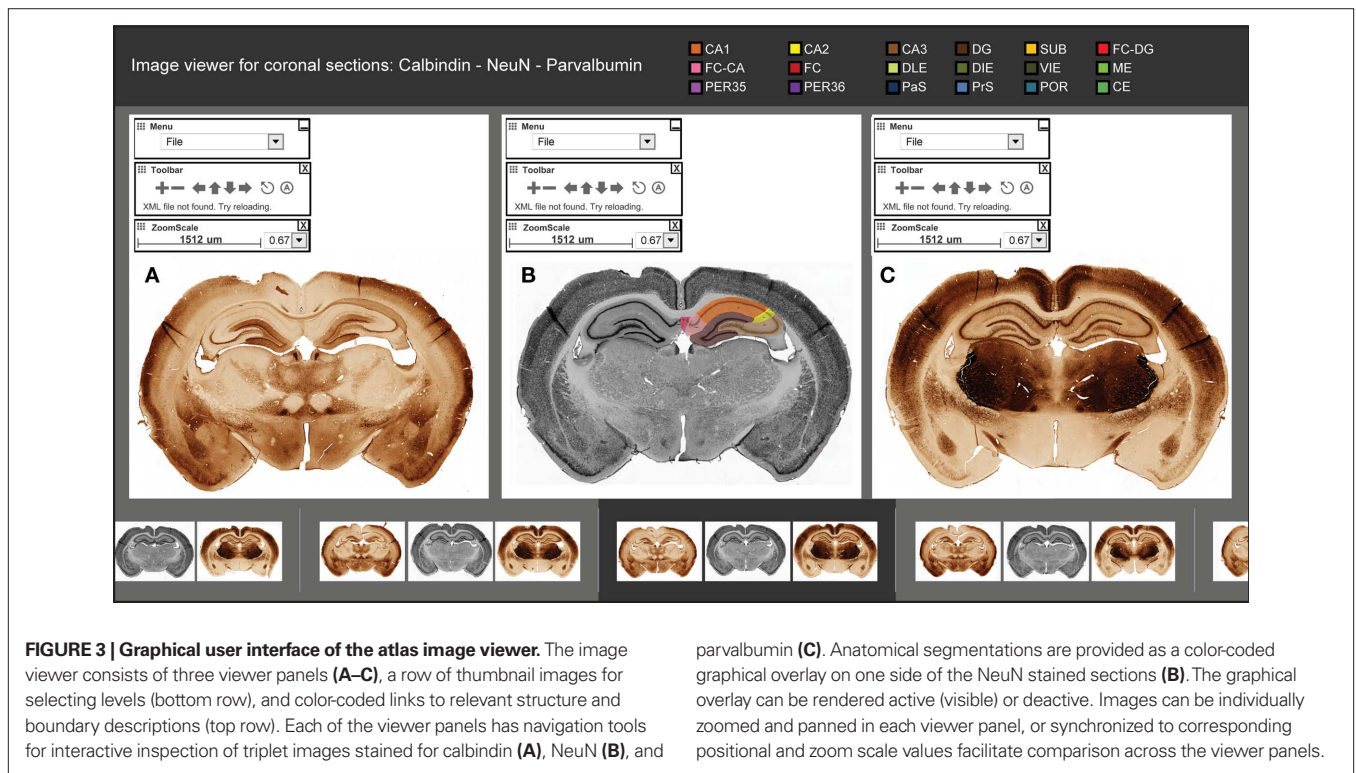 Image viewer for coronal sections: Calbindin - NeuN - Parvalbumin
CA1 CA2 CA3 DG SUB FC-DG
FC-CA FC DLE DIE VIE ME
PER35 PER36 PaS PrS POR CE
Menu
File
Toolbar
XML file not found. Try reloading.
ZoomScale
1512 um 0.67
A
Menu
File
Toolbar
XML file not found. Try reloading.
ZoomScale
1512 um 0.67
B
Menu
File
Toolbar
XML file not found. Try reloading.
ZoomScale
1512 um 0.67
C
FIGURE 3 | Graphical user interface of the atlas image viewer. The image
viewer consists of three viewer panels (A–C), a row of thumbnail images for
selecting levels (bottom row), and color-coded links to relevant structure and
boundary descriptions (top row). Each of the viewer panels has navigation tools
for interactive inspection of triplet images stained for calbindin (A), NeuN (B), and
parvalbumin (C). Anatomical segmentations are provided as a color-coded
graphical overlay on one side of the NeuN stained sections (B). The graphical
overlay can be rendered active (visible) or deactive. Images can be individually
zoomed and panned in each viewer panel, or synchronized to corresponding
positional and zoom scale values facilitate comparison across the viewer panels.